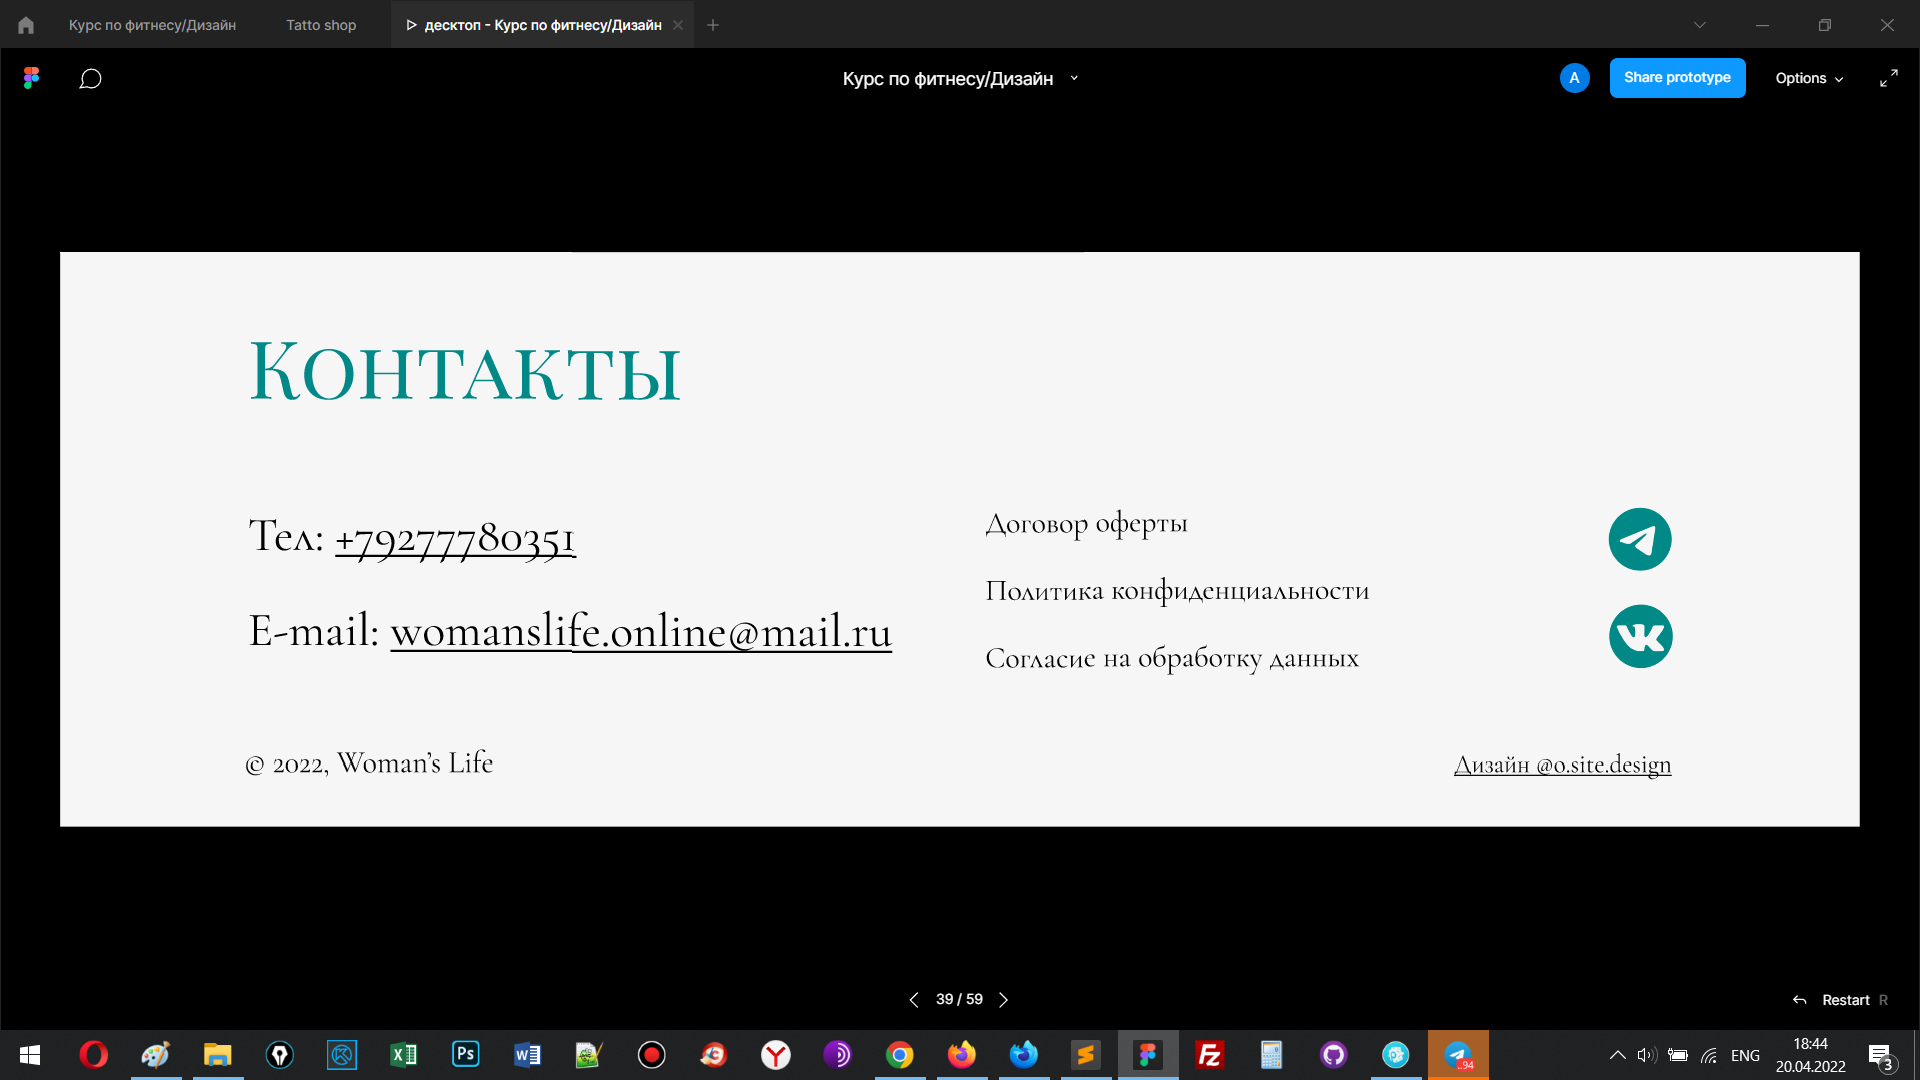 Курс по фитнесу/Дизайн
Tatto shop
десктоп - Курс по фитнесу/Дизайн
Курс по фитнесу/Дизайн
A
Share prototype
Options
Контакты
Тел: +79277780351
E-mail: womanslife.online@mail.ru
Договор оферты
Политика конфиденциальности
Согласие на обработку данных
© 2022, Woman’s Life
Дизайн @o.site.design
39 / 59
Restart R
Ps
..94
ENG
18:44
20.04.2022
3